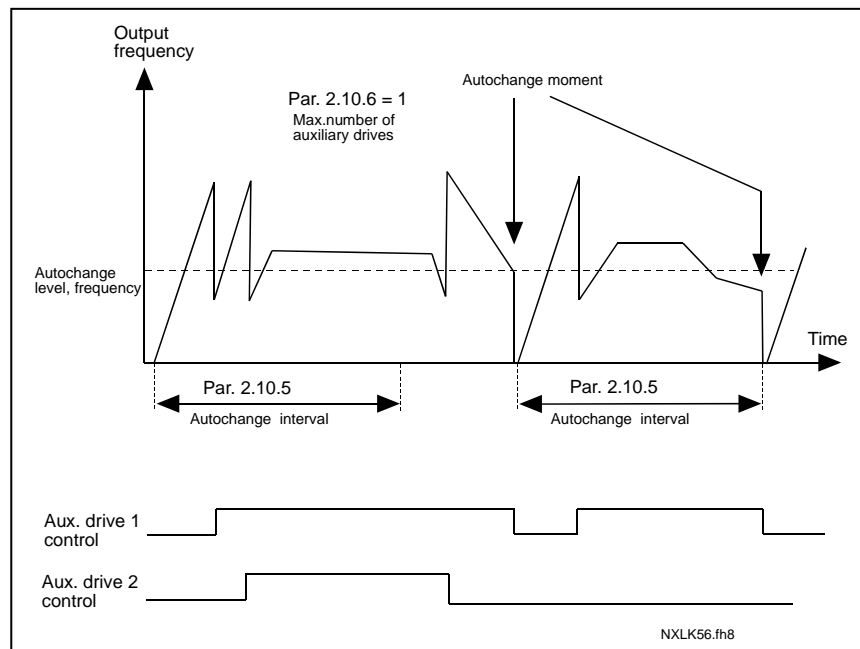 Output
frequency
Autochange moment
Par. 2.10.6 = 1
Max.number of
auxiliary drives
Autochange
level, frequency
Time
Par. 2.10.5
Autochange interval
Par. 2.10.5
Autochange interval
Aux. drive 1
control
Aux. drive 2
control
NXLK56.fh8